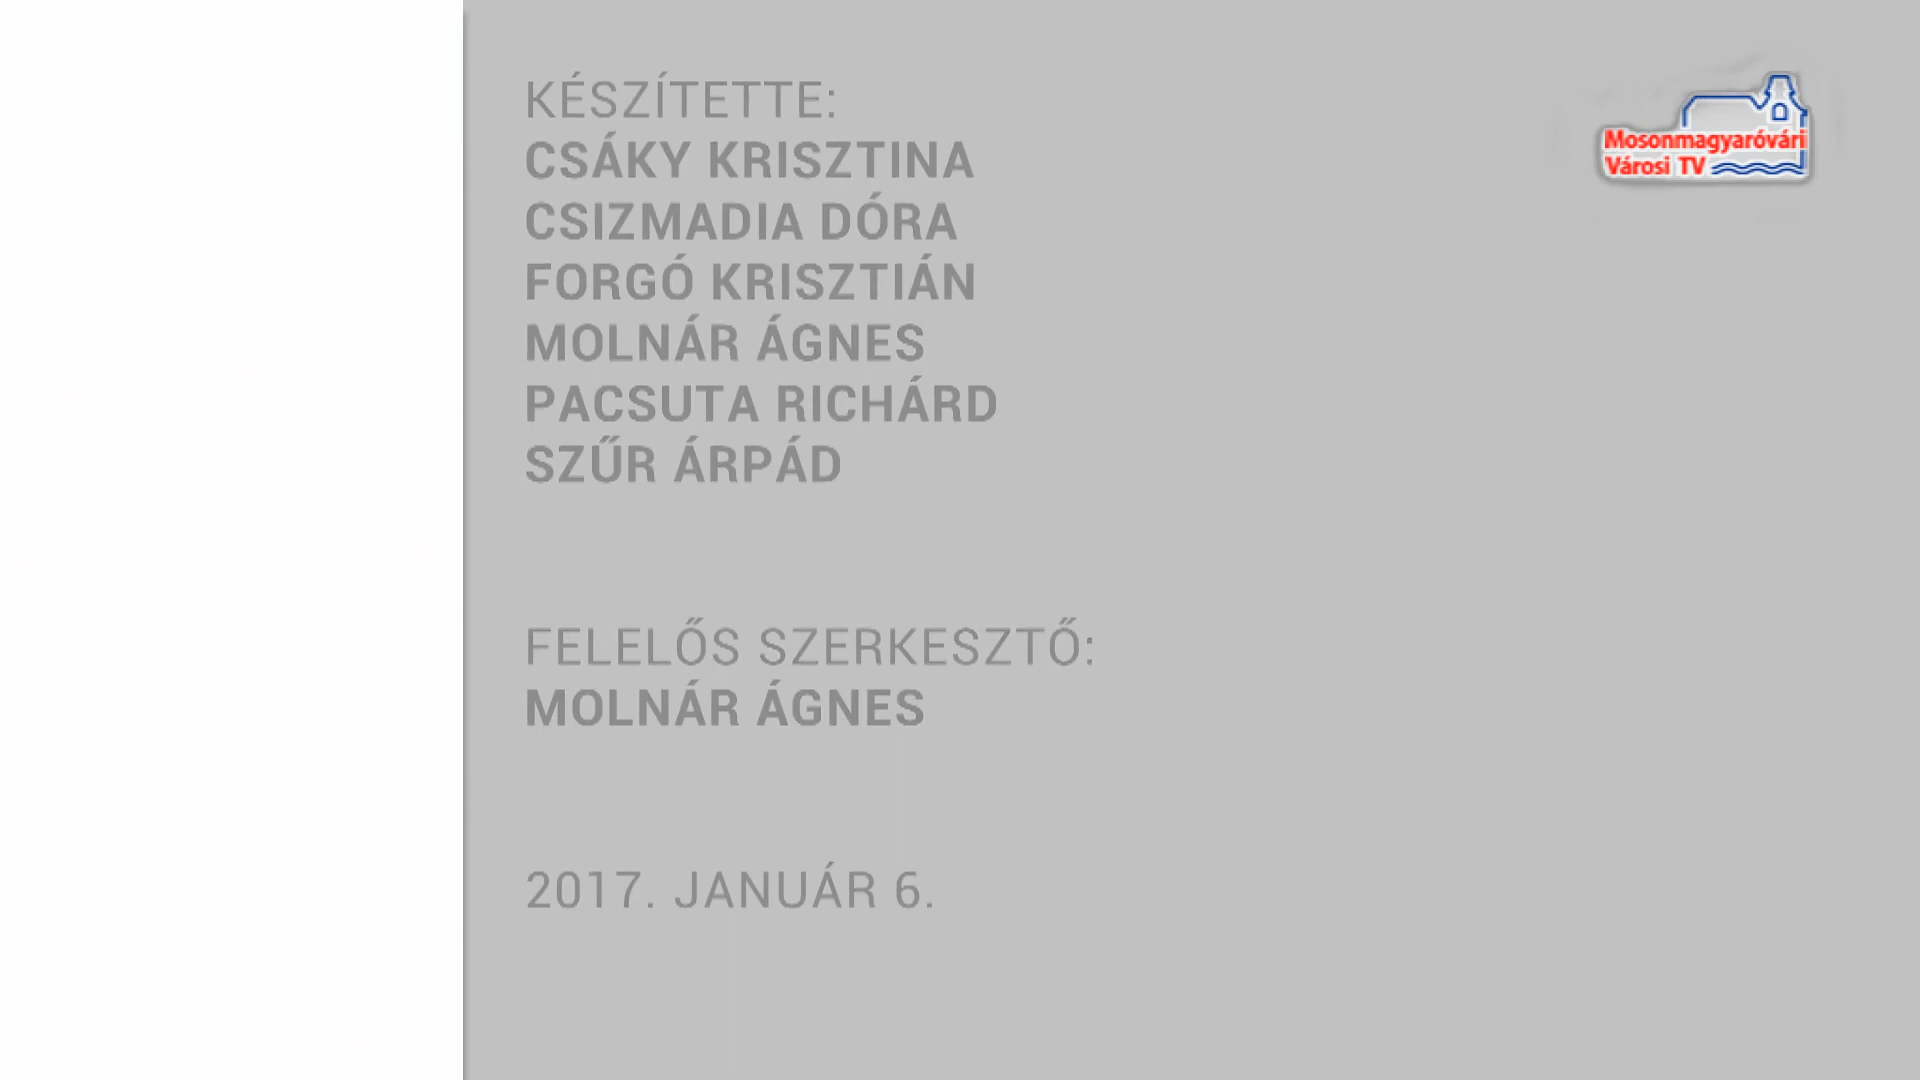 KÉSZÍTETTE:
CSÁKY KRISZTINA
CSIZMADIA DÓRA
FORGÓ KRISZTIÁN
MOLNÁR ÁGNES
PACSUTA RICHÁRD
SZŰR ÁRPÁD
FELELŐS SZERKESZTŐ:
MOLNÁR ÁGNES
2017. JANUÁR 6.
Mosonmagyaróvári
Városi TV